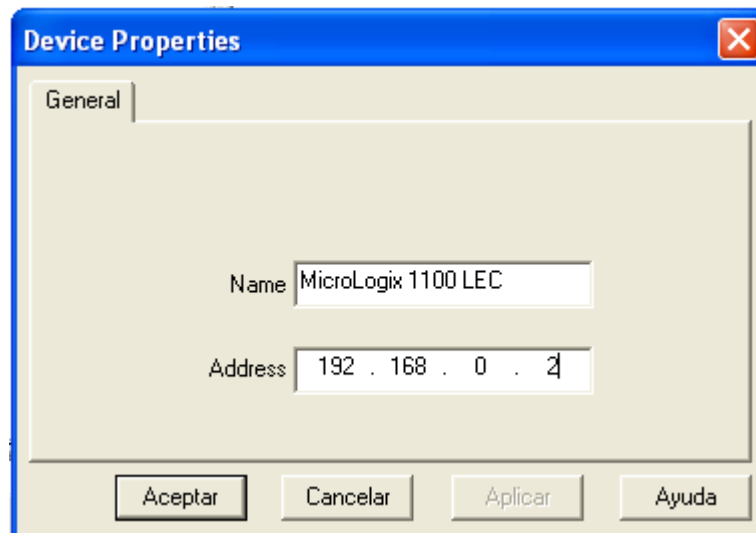 Device Properties
General
Name MicroLogix 1100 LEC
Address 192 . 168 . 0 . 2
Aceptar Cancelar Aplicar Ayuda